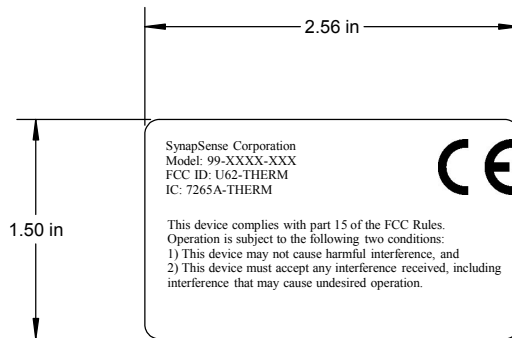 2.56 in
SynapSense Corporation
Model: 99-XXXX-XXX
FCC ID: U62-THERM
IC: 7265A-THERM
CE
1.50 in
This device complies with part 15 of the FCC Rules.
Operation is subject to the following two conditions:
1) This device may not cause harmful interference, and
2) This device must accept any interference received, including
interference that may cause undesired operation.